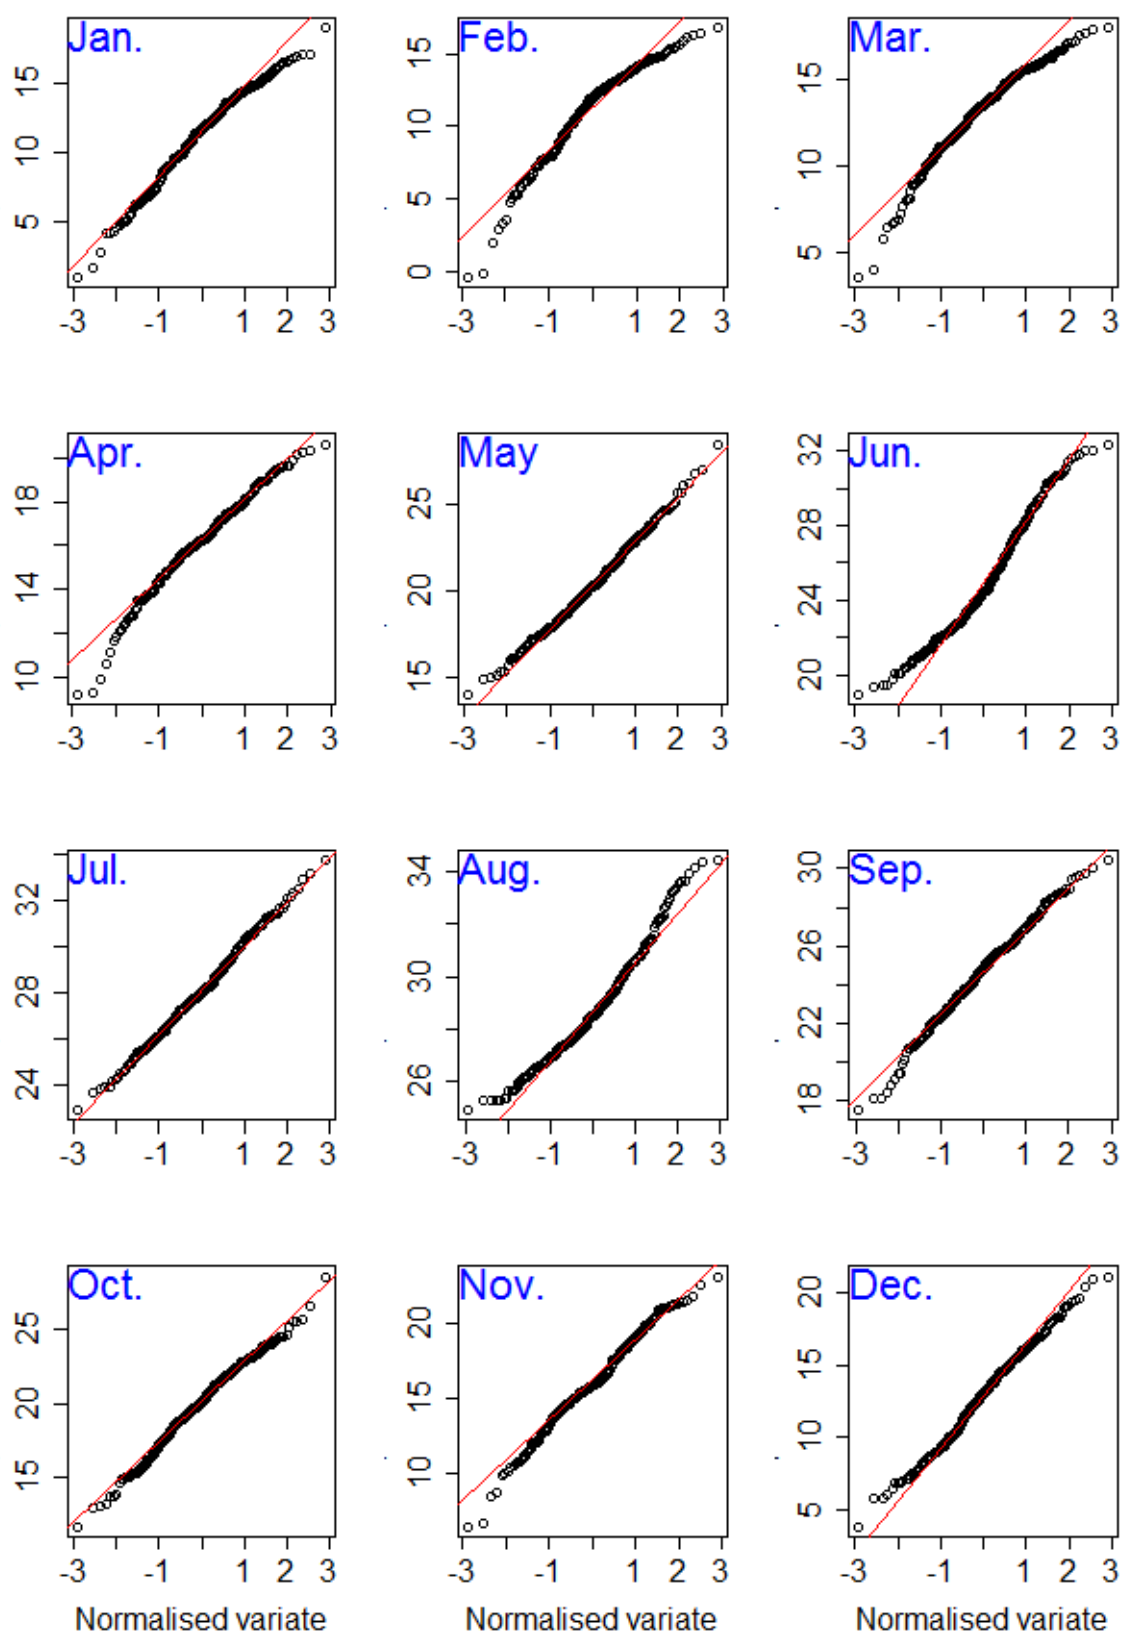 Jan. Feb. Mar.
15 15 15
10 10 10
5 5 5
0
-3 -1 1 2 3 -3 -1 1 2 3 -3 -1 1 2 3
Apr. May Jun.
18 25 32
14 20 28
10 15 24
20
-3 -1 1 2 3 -3 -1 1 2 3 -3 -1 1 2 3
Jul. Aug. Sep.
32 34 30
28 30 26
24 26 22
18
-3 -1 1 2 3 -3 -1 1 2 3 -3 -1 1 2 3
Oct. Nov. Dec.
25 20 20
20 15 15
15 10 10
5
-3 -1 1 2 3 -3 -1 1 2 3 -3 -1 1 2 3
Normalised variate Normalised variate Normalised variate